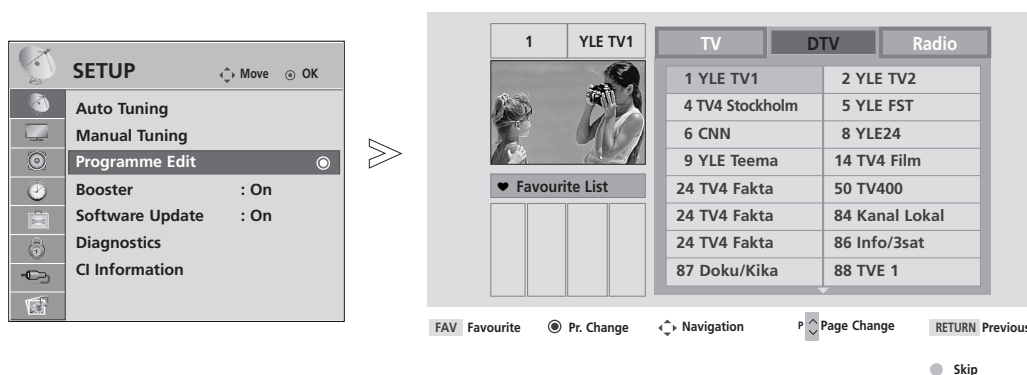 SETUP Move OK
Auto Tuning
Manual Tuning
Programme Edit
Booster : On
Software Update : On
Diagnostics
CI Information
1 YLE TV1
Favourite List
TV DTV Radio
1 YLE TV1 2 YLE TV2
4 TV4 Stockholm 5 YLE FST
6 CNN 8 YLE24
9 YLE Teema 14 TV4 Film
24 TV4 Fakta 50 TV400
24 TV4 Fakta 84 Kanal Lokal
24 TV4 Fakta 86 Info/3sat
87 Doku/Kika 88 TVE 1
FAV Favourite Pr. Change Navigation P Page Change RETURN Previous
Skip